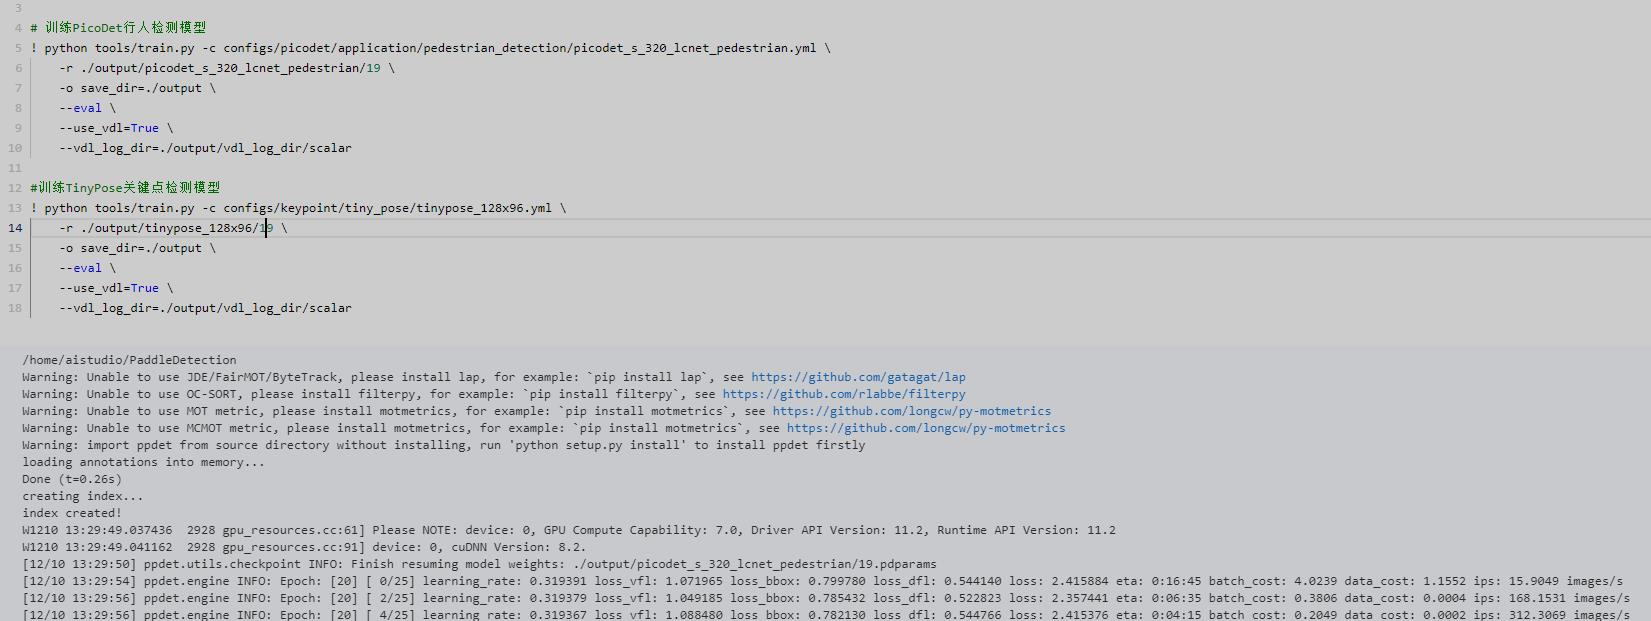 3
4 # 训练PicoDet行人检测模型
5 ! python tools/train.py -c configs/picodet/application/pedestrian_detection/picodet_s_320_lcnet_pedestrian.yml \
6 -r ./output/picodet_s_320_lcnet_pedestrian/19 \
7 -o save_dir=./output \
8 --eval \
9 --use_vdl=True \
10 --vdl_log_dir=./output/vdl_log_dir/scalar
11
12 #训练TinyPose关键点检测模型
13 ! python tools/train.py -c configs/keypoint/tiny_pose/tinypose_128x96.yml \
14 -r ./output/tinypose_128x96/19 \
15 -o save_dir=./output \
16 --eval \
17 --use_vdl=True \
18 --vdl_log_dir=./output/vdl_log_dir/scalar
/home/aistudio/PaddleDetection
Warning: Unable to use JDE/FairMOT/ByteTrack, please install lap, for example: `pip install lap`, see https://github.com/gatagat/lap
Warning: Unable to use OC-SORT, please install filterpy, for example: `pip install filterpy`, see https://github.com/rlabbe/filterpy
Warning: Unable to use MOT metric, please install motmetrics, for example: `pip install motmetrics`, see https://github.com/longcw/py-motmetrics
Warning: Unable to use MCMOT metric, please install motmetrics, for example: `pip install motmetrics`, see https://github.com/longcw/py-motmetrics
Warning: import ppdet from source directory without installing, run 'python setup.py install' to install ppdet firstly
loading annotations into memory...
Done (t=0.26s)
creating index...
index created!
W1210 13:29:49.037436  2928 gpu_resources.cc:61] Please NOTE: device: 0, GPU Compute Capability: 7.0, Driver API Version: 11.2, Runtime API Version: 11.2
W1210 13:29:49.041162  2928 gpu_resources.cc:91] device: 0, cuDNN Version: 8.2.
[12/10 13:29:50] ppdet.utils.checkpoint INFO: Finish resuming model weights: ./output/picodet_s_320_lcnet_pedestrian/19.pdparams
[12/10 13:29:54] ppdet.engine INFO: Epoch: [20] [ 0/25] learning_rate: 0.319391 loss_vfl: 1.071965 loss_bbox: 0.799780 loss_dfl: 0.544140 loss: 2.415884 eta: 0:16:45 batch_cost: 4.0239 data_cost: 1.1552 ips: 15.9049 images/s
[12/10 13:29:56] ppdet.engine INFO: Epoch: [20] [ 2/25] learning_rate: 0.319379 loss_vfl: 1.049185 loss_bbox: 0.785432 loss_dfl: 0.522823 loss: 2.357441 eta: 0:06:35 batch_cost: 0.3806 data_cost: 0.0004 ips: 168.1531 images/s
[12/10 13:29:56] ppdet.engine INFO: Epoch: [20] [ 4/25] learning_rate: 0.319367 loss_vfl: 1.088480 loss_bbox: 0.782130 loss_dfl: 0.544766 loss: 2.415376 eta: 0:04:15 batch_cost: 0.2049 data_cost: 0.0002 ips: 312.3069 images/s